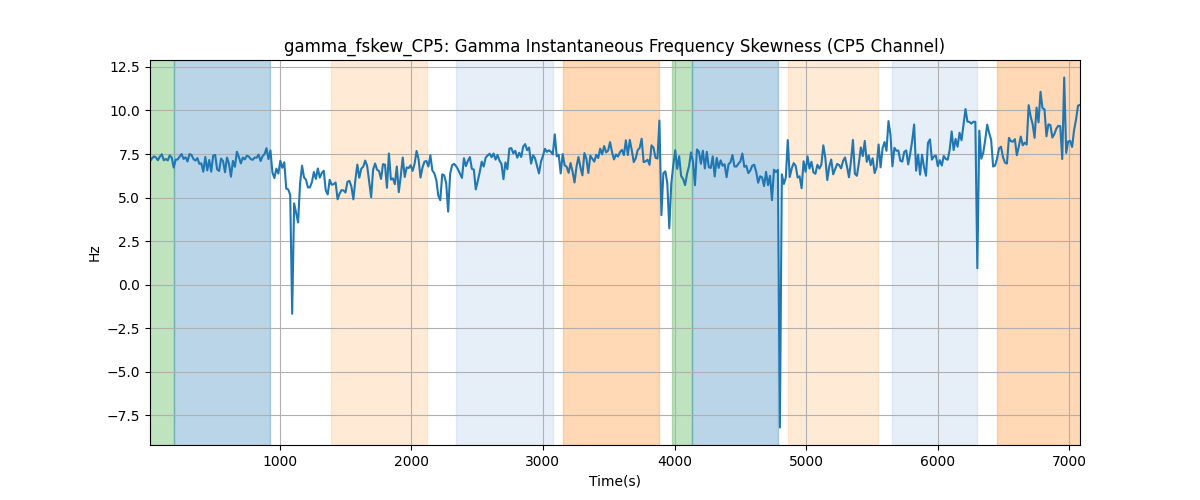 gamma_fskew_CP5: Gamma Instantaneous Frequency Skewness (CP5 Channel)
12.5
10.0
7.5
5.0
2.5
0.0
−2.5
−5.0
−7.5
Hz
1000 2000 3000 4000 5000 6000 7000
Time(s)